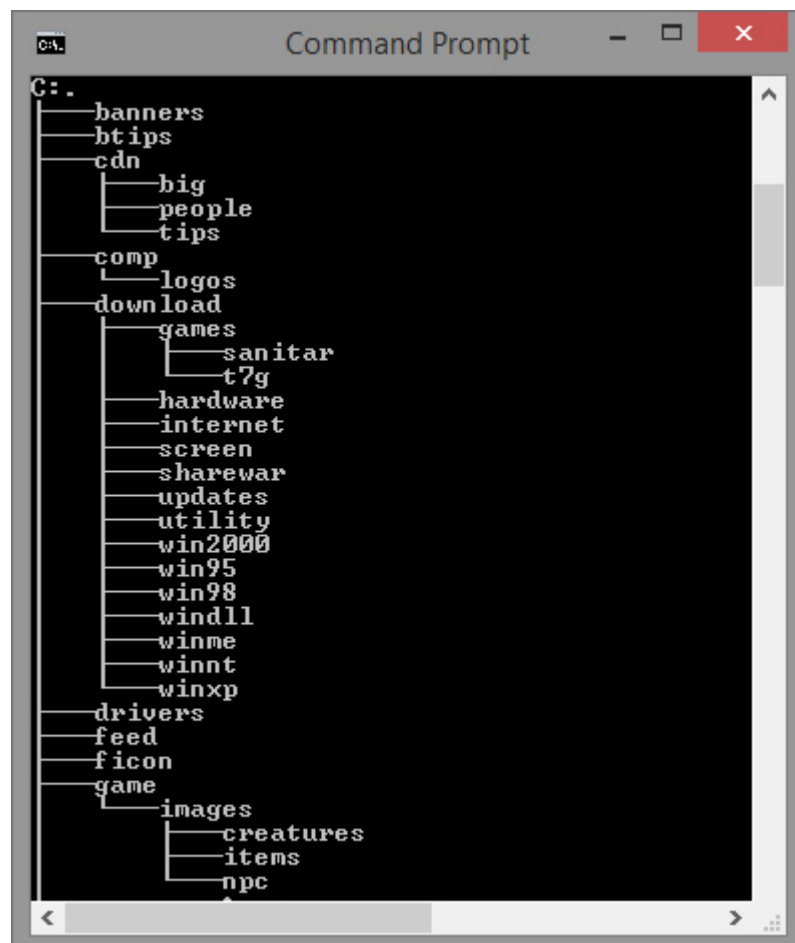 Command Prompt
C:.
├───banners
├───btips
├───cdn
│   ├───big
│   ├───people
│   └───tips
├───comp
│   └───logos
├───download
│   ├───games
│   │   ├───sanitar
│   │   └───t7g
│   ├───hardware
│   ├───internet
│   ├───screen
│   ├───sharewar
│   ├───updates
│   ├───utility
│   ├───win2000
│   ├───win95
│   ├───win98
│   ├───windll
│   ├───winme
│   ├───winnt
│   └───winxp
├───drivers
├───feed
├───ficon
├───game
│   └───images
│       ├───creatures
│       ├───items
│       └───npc